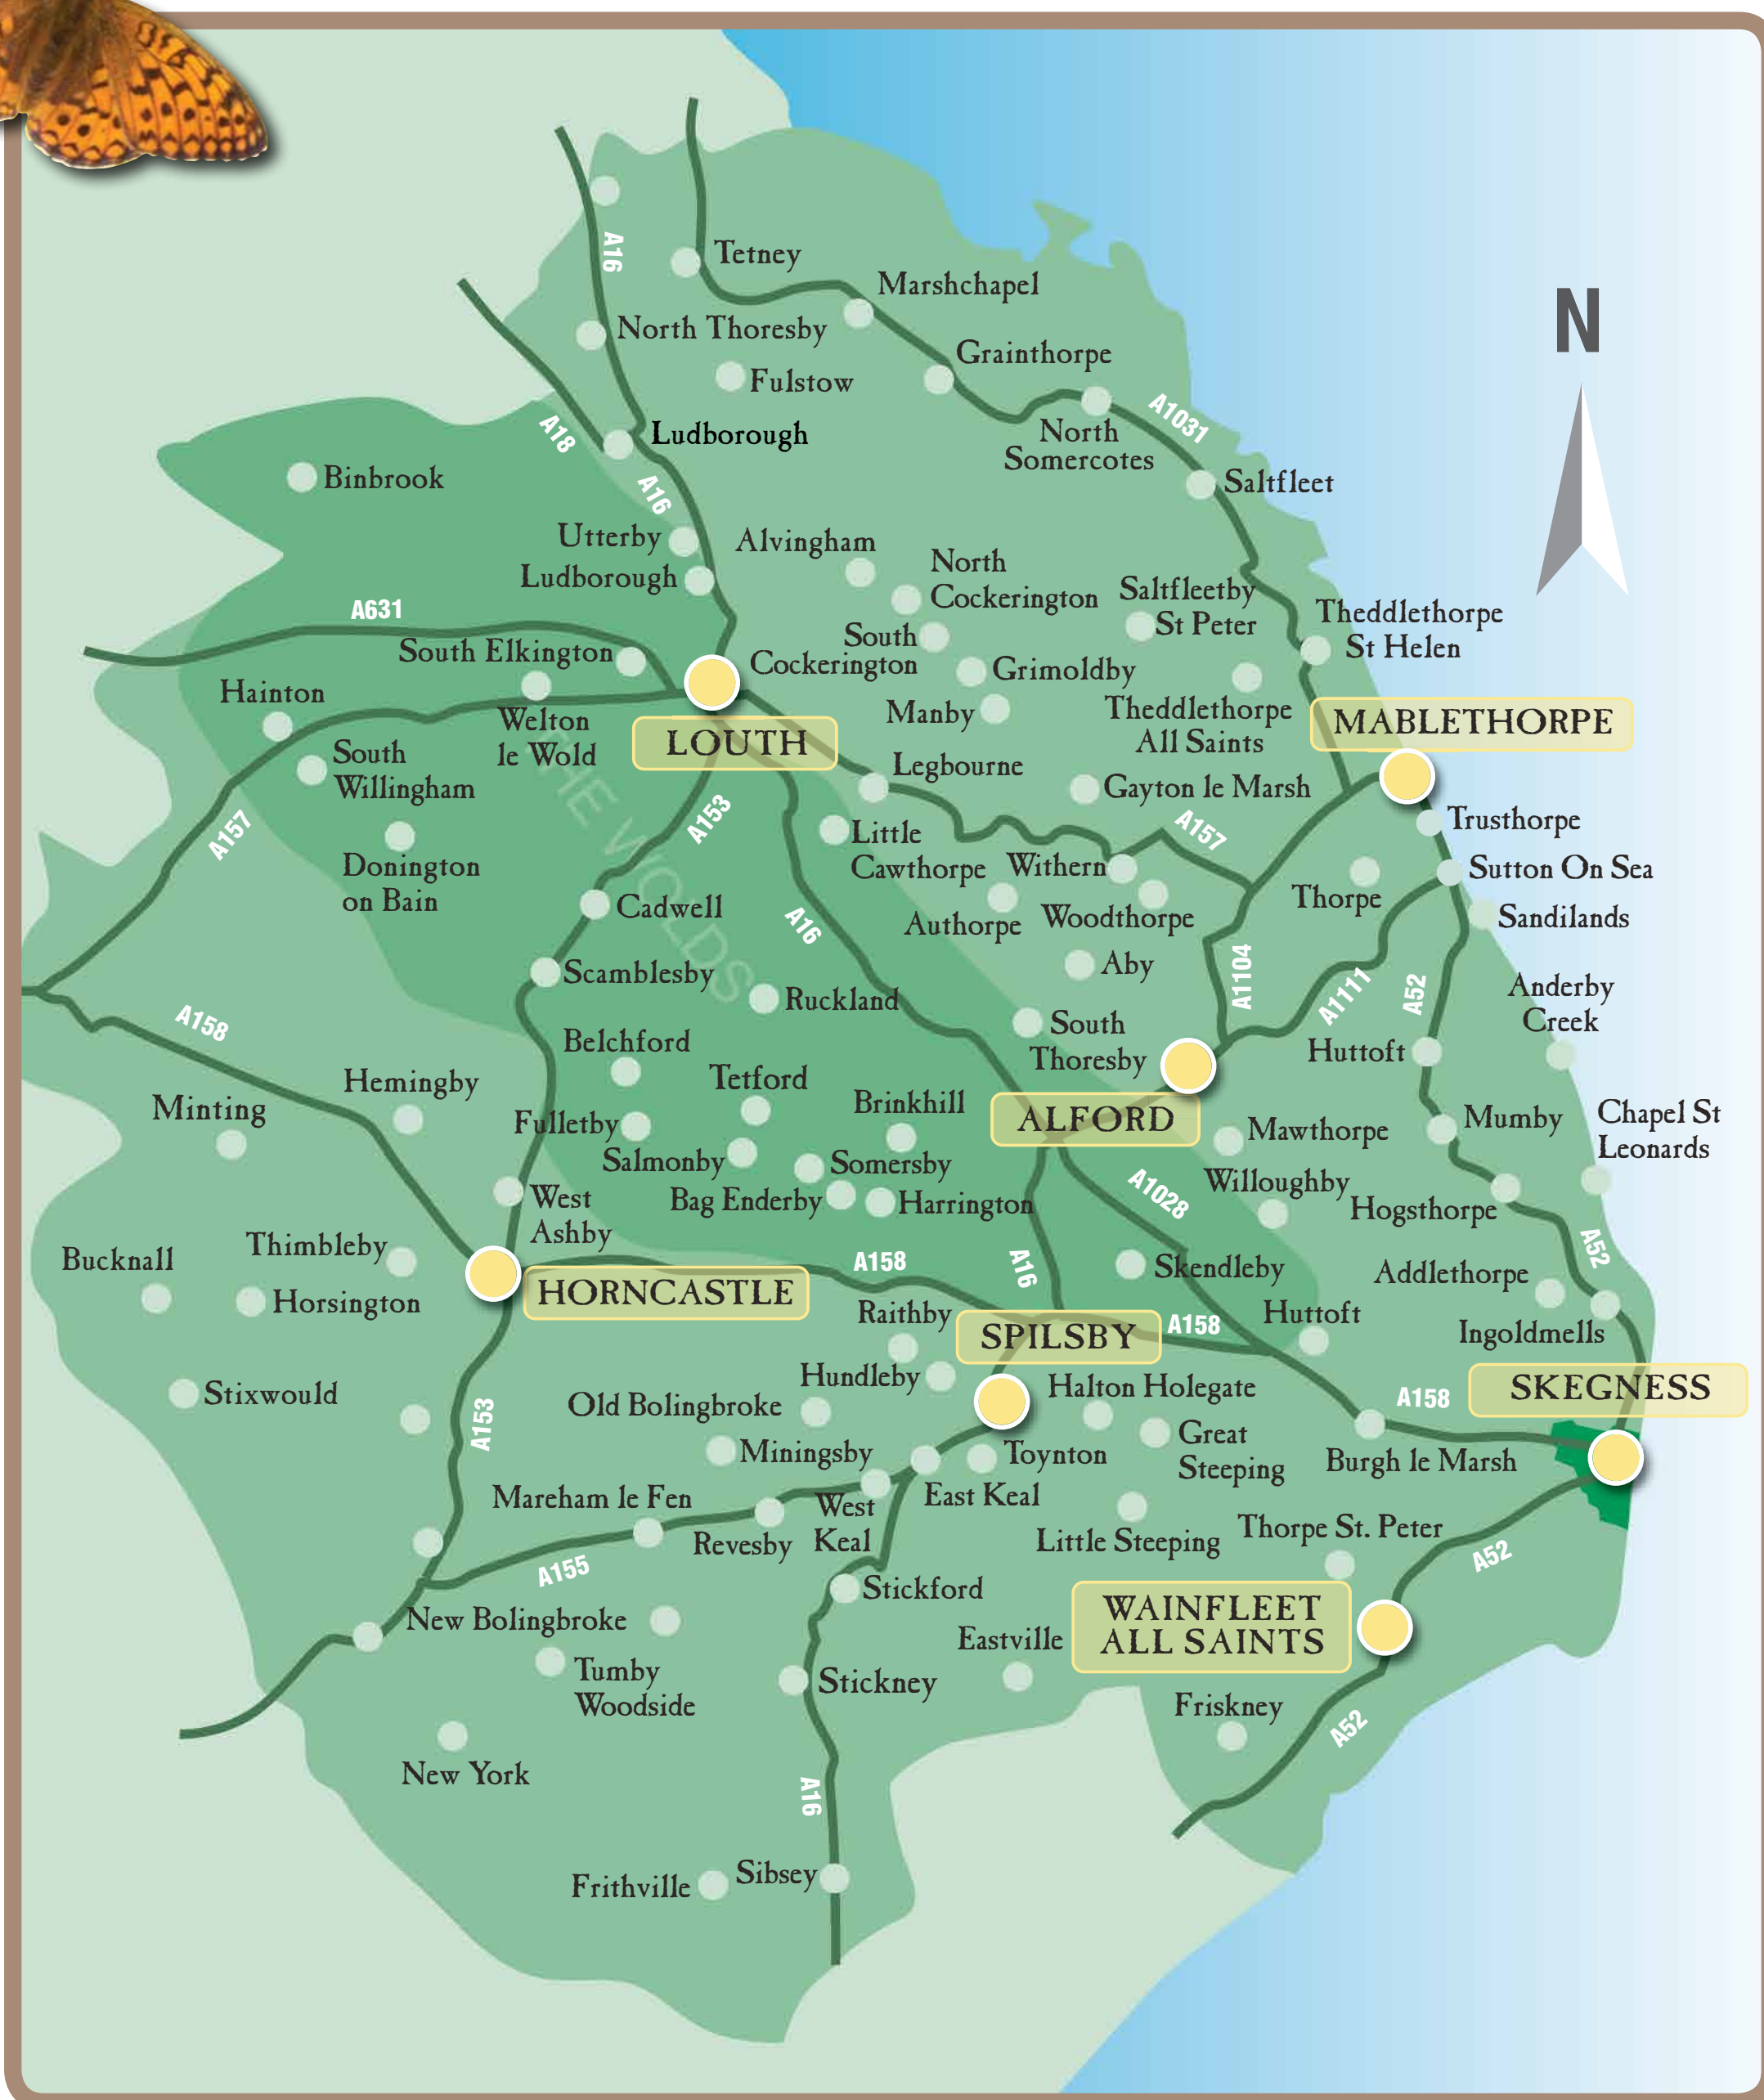 A16
Tetney
Marshchapel
N
North Thoresby
Grainthorpe
Fulstow
A18
Ludborough
A1031
North
Somercotes
Binbrook
A16
Saltfleet
Utterby
Alvingham
Ludborough
North
Cockerington
Saltfleetby
St Peter
A631
Theddlethorpe
St Helen
South Elkington
South
Cockerington
Grimoldby
Hainton
Manby
Theddlethorpe
All Saints
MABLETHORPE
Welton
le Wold
LOUTH
South
Willingham
THE WOLDS
Legbourne
Gayton le Marsh
A157
A153
A157
Trusthorpe
Little
Cawthorpe
Withern
Sutton On Sea
Donington
on Bain
Thorpe
Cadwell
A16
Authorpe
Woodthorpe
Sandilands
Scamblesby
Aby
A1104
A1111
A52
Anderby
Creek
Ruckland
A158
South
Thoresby
Huttoft
Belchford
Tetford
Hemingby
Minting
Brinkhill
ALFORD
Mawthorpe
Mumby
Chapel St
Leonards
Fulletby
Salmonby
Somersby
Willoughby
A1028
Bag Enderby
Harrington
Hogsthorpe
West
Ashby
Bucknall
Thimbleby
A158
A16
Skendleby
A52
Addlethorpe
Horsington
HORNCASTLE
Raithby
SPILSBY
A158
Huttoft
Ingoldmells
Hundleby
Halton Holegate
SKEGNESS
Stixwould
Old Bolingbroke
A158
A153
Miningsby
Toynton
Great
Steeping
Burgh le Marsh
Mareham le Fen
West
Keal
East Keal
Revesby
Little Steeping
Thorpe St. Peter
A155
A52
Stickford
New Bolingbroke
Eastville
WAINFLEET
ALL SAINTS
Tumby
Woodside
Stickney
Friskney
A52
New York
A16
Frithville
Sibsey